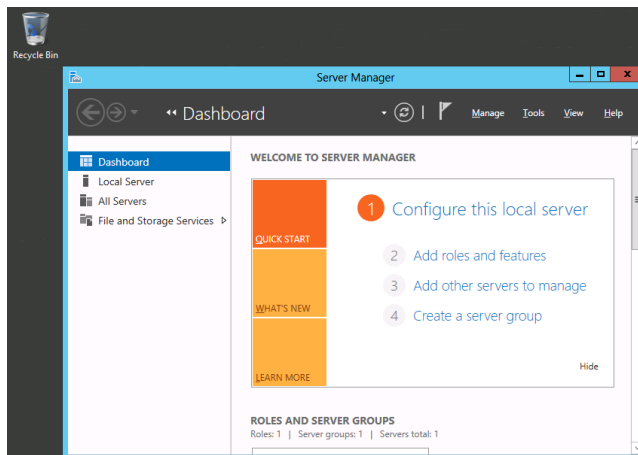 Recycle Bin
Server Manager
Dashboard
Manage Tools View Help
Dashboard
Local Server
All Servers
File and Storage Services
WELCOME TO SERVER MANAGER
QUICK START
WHAT'S NEW
LEARN MORE
1 Configure this local server
2 Add roles and features
3 Add other servers to manage
4 Create a server group
Hide
ROLES AND SERVER GROUPS
Roles: 1 | Server groups: 1 | Servers total: 1